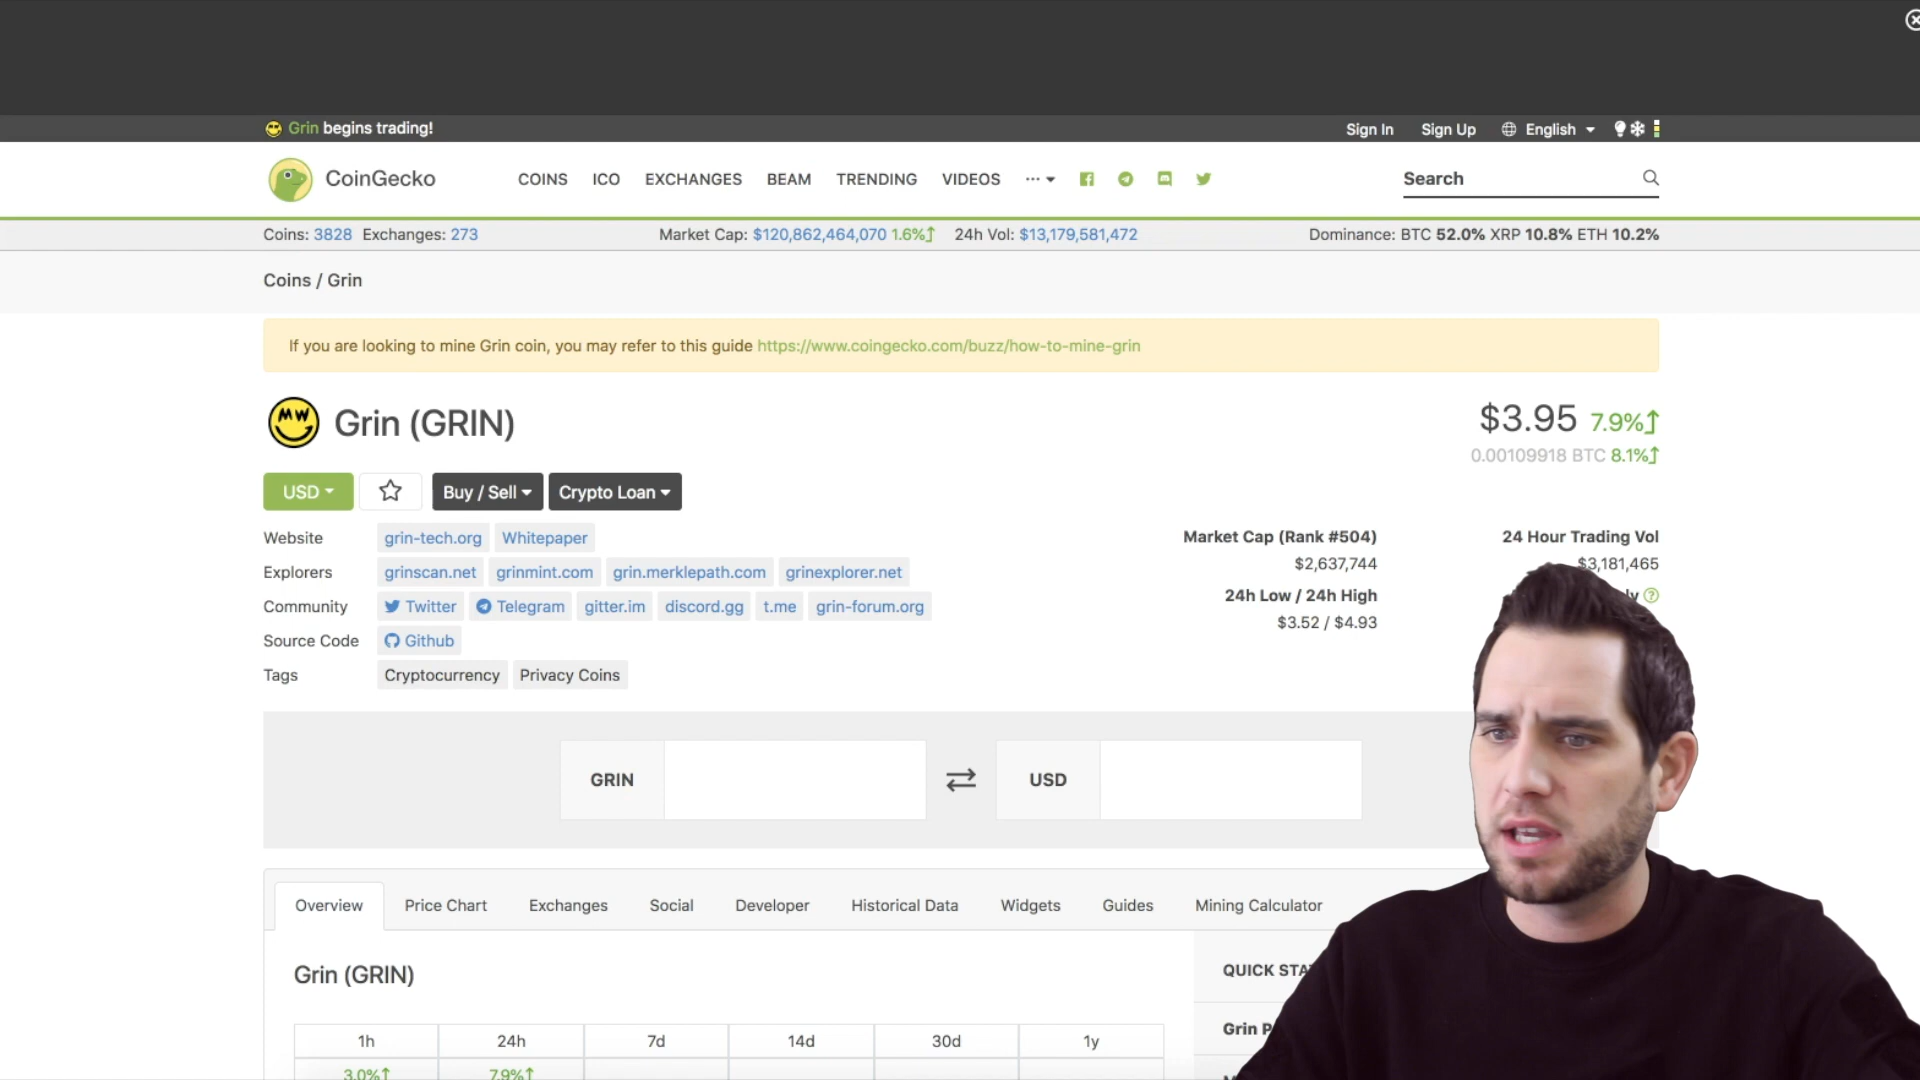 Grin begins trading!
Sign In Sign Up English
CoinGecko COINS ICO EXCHANGES BEAM TRENDING VIDEOS ... Search
Coins: 3828 Exchanges: 273 Market Cap: $120,862,464,070 1.6% 24h Vol: $13,179,581,472 Dominance: BTC 52.0% XRP 10.8% ETH 10.2%
Coins / Grin
If you are looking to mine Grin coin, you may refer to this guide https://www.coingecko.com/buzz/how-to-mine-grin
MW
Grin (GRIN)
$3.95 7.9%
0.00109918 BTC 8.1%
USD Buy / Sell Crypto Loan
Website grin-tech.org Whitepaper
Explorers grinscan.net grinmint.com grin.merklepath.com grinexplorer.net
Community Twitter Telegram gitter.im discord.gg t.me grin-forum.org
Source Code Github
Tags Cryptocurrency Privacy Coins
Market Cap (Rank #504)
$2,637,744
24h Low / 24h High
$3.52 / $4.93
24 Hour Trading Vol
$3,181,465
GRIN USD
Overview Price Chart Exchanges Social Developer Historical Data Widgets Guides Mining Calculator
Grin (GRIN)
1h 24h 7d 14d 30d 1y
3.0% 7.9%
QUICK STA
Grin P